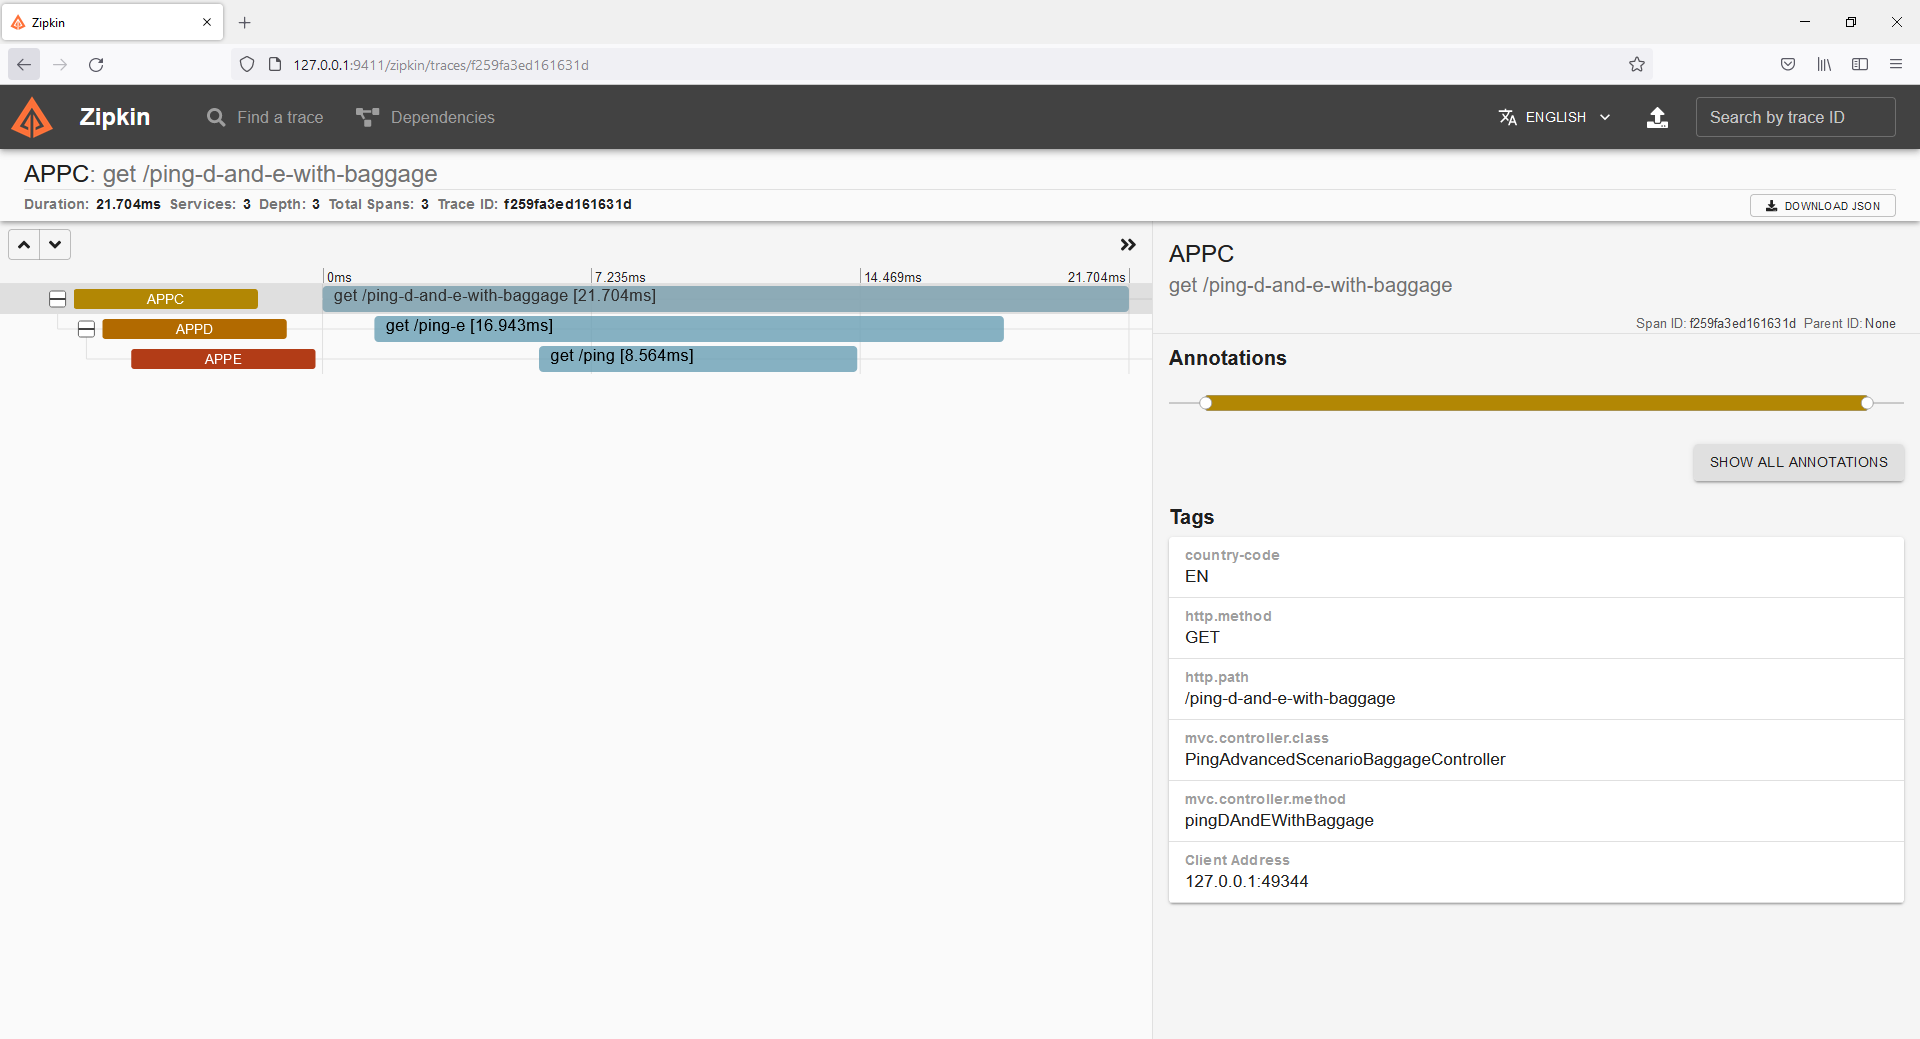 Zipkin
127.0.0.1:9411/zipkin/traces/f259fa3ed161631d
Zipkin
Find a trace
Dependencies
ENGLISH
Search by trace ID
APPC: get /ping-d-and-e-with-baggage
Duration: 21.704ms Services: 3 Depth: 3 Total Spans: 3 Trace ID: f259fa3ed161631d
DOWNLOAD JSON
0ms
7.235ms
14.469ms
21.704ms
APPC
get /ping-d-and-e-with-baggage [21.704ms]
APPD
get /ping-e [16.943ms]
APPE
get /ping [8.564ms]
APPC
get /ping-d-and-e-with-baggage
Span ID: f259fa3ed161631d Parent ID: None
Annotations
SHOW ALL ANNOTATIONS
Tags
country-code
EN
http.method
GET
http.path
/ping-d-and-e-with-baggage
mvc.controller.class
PingAdvancedScenarioBaggageController
mvc.controller.method
pingDAndEWithBaggage
Client Address
127.0.0.1:49344